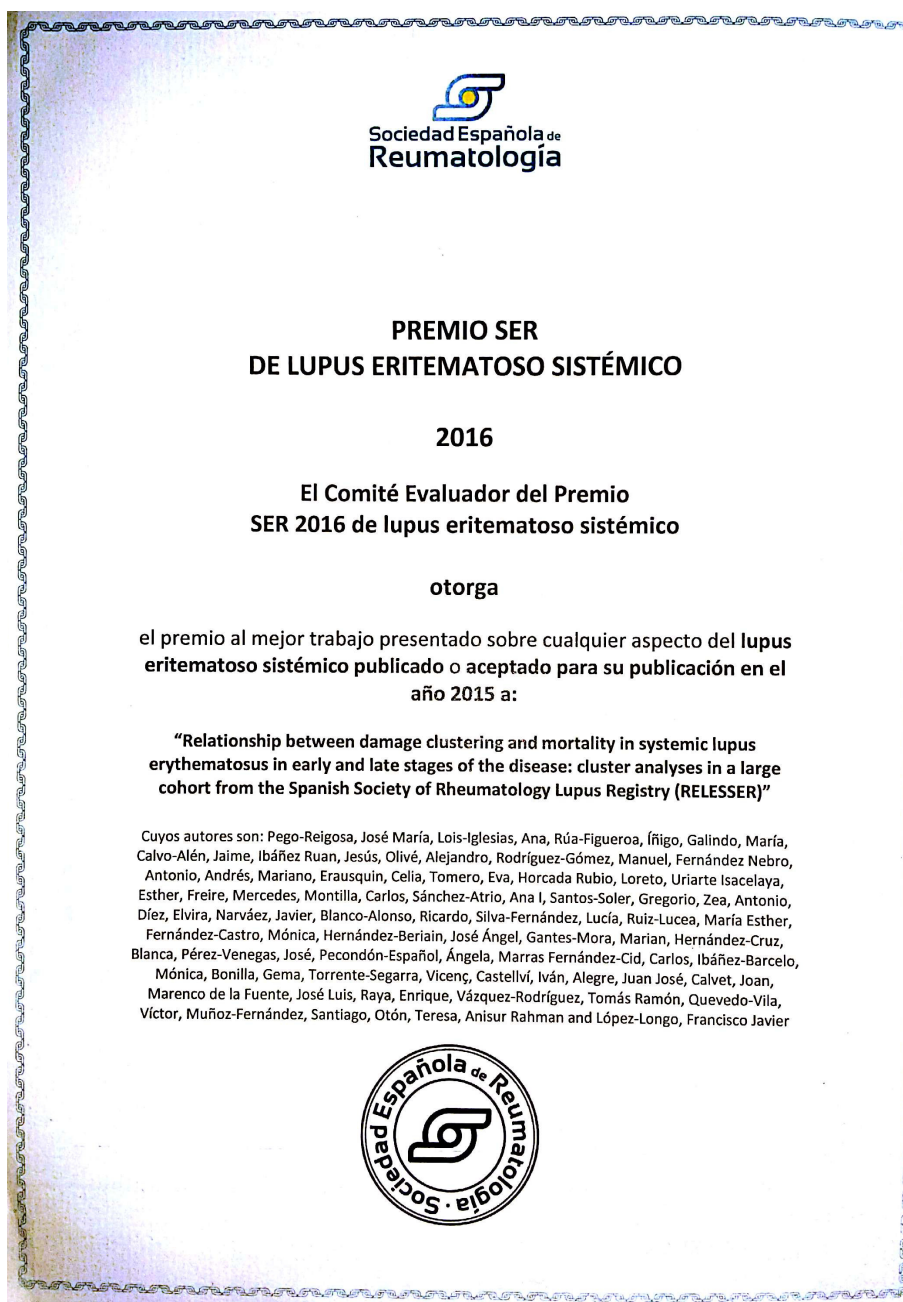 Sociedad Española de
Reumatología
PREMIO SER
DE LUPUS ERITEMATOSO SISTÉMICO
2016
El Comité Evaluador del Premio
SER 2016 de lupus eritematoso sistémico
otorga
el premio al mejor trabajo presentado sobre cualquier aspecto del lupus
eritematoso sistémico publicado o aceptado para su publicación en el
año 2015 a:
“Relationship between damage clustering and mortality in systemic lupus
erythematosus in early and late stages of the disease: cluster analyses in a large
cohort from the Spanish Society of Rheumatology Lupus Registry (RELESSER)”
Cuyos autores son: Pego-Reigosa, José María, Lois-Iglesias, Ana, Rúa-Figueroa, Íñigo, Galindo, María,
Calvo-Alén, Jaime, Ibáñez Ruan, Jesús, Olivé, Alejandro, Rodríguez-Gómez, Manuel, Fernández Nebro,
Antonio, Andrés, Mariano, Erausquin, Celia, Tomero, Eva, Horcada Rubio, Loreto, Uriarte Isacelaya,
Esther, Freire, Mercedes, Montilla, Carlos, Sánchez-Atrio, Ana I, Santos-Soler, Gregorio, Zea, Antonio,
Díez, Elvira, Narváez, Javier, Blanco-Alonso, Ricardo, Silva-Fernández, Lucía, Ruiz-Lucea, María Esther,
Fernández-Castro, Mónica, Hernández-Beriain, José Ángel, Gantes-Mora, Marian, Hernández-Cruz,
Blanca, Pérez-Venegas, José, Pecondón-Español, Ángela, Marras Fernández-Cid, Carlos, Ibáñez-Barcelo,
Mónica, Bonilla, Gema, Torrente-Segarra, Vicenç, Castellví, Iván, Alegre, Juan José, Calvet, Joan,
Marenco de la Fuente, José Luis, Raya, Enrique, Vázquez-Rodríguez, Tomás Ramón, Quevedo-Vila,
Víctor, Muñoz-Fernández, Santiago, Otón, Teresa, Anisur Rahman and López-Longo, Francisco Javier
Sociedad Española de Reumatología ·